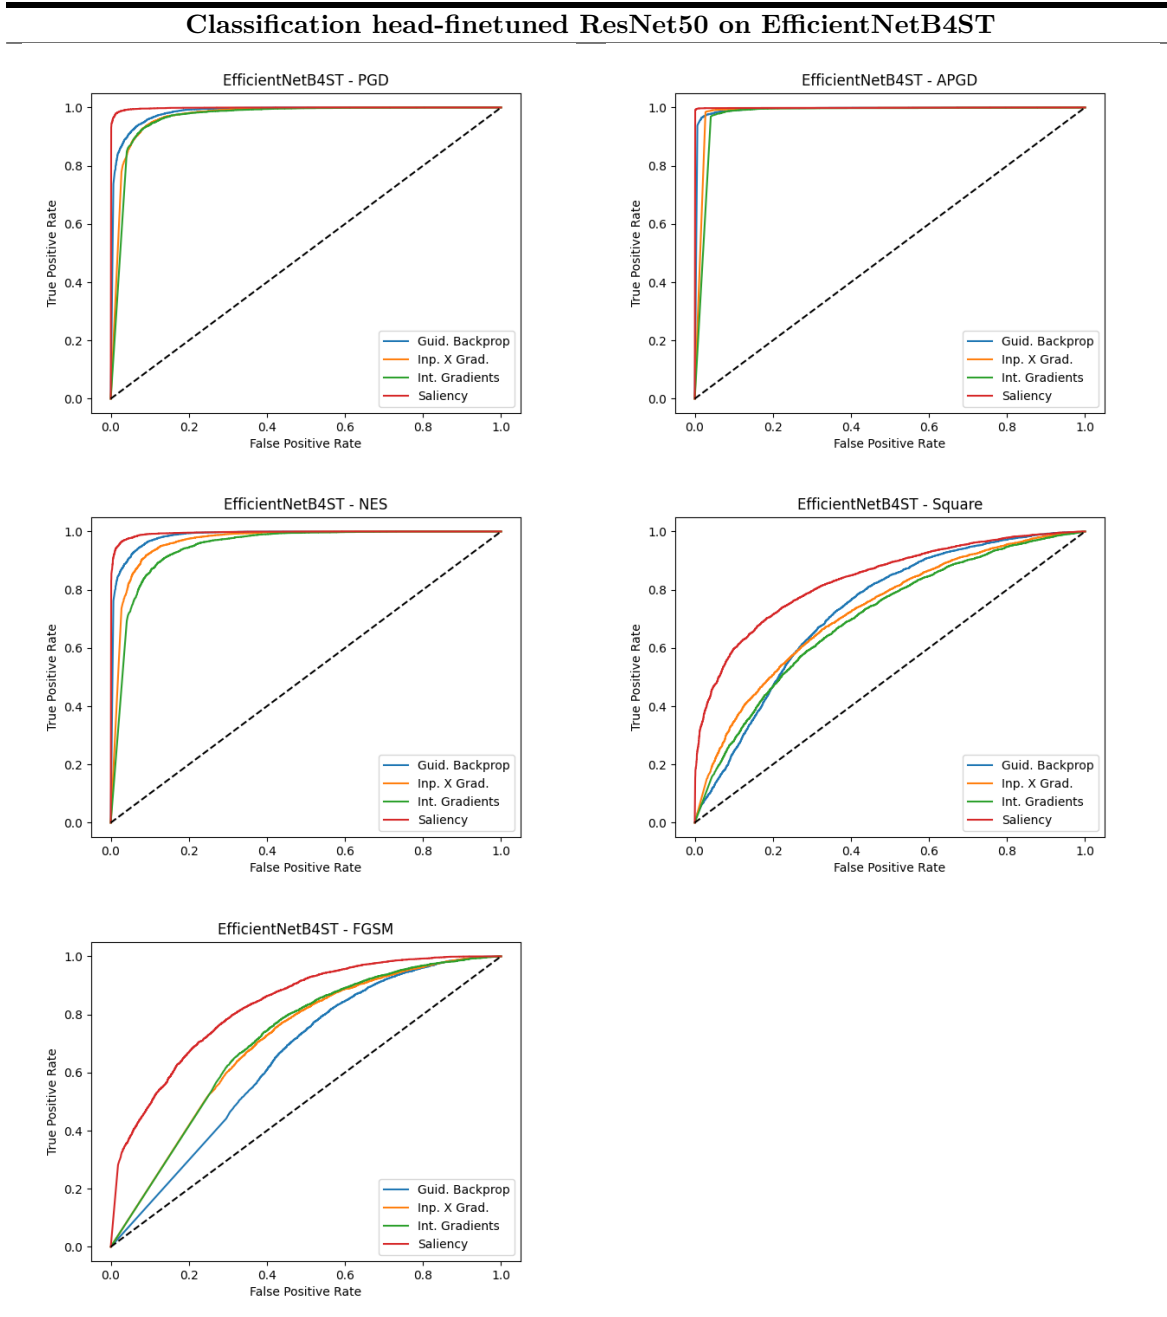 Classification head-finetuned ResNet50 on EfficientNetB4ST
EfficientNetB4ST - PGD
True Positive Rate
1.0
0.8
0.6
0.4
0.2
0.0
Guid. Backprop
Inp. X Grad.
Int. Gradients
Saliency
0.0 0.2 0.4 0.6 0.8 1.0
False Positive Rate
EfficientNetB4ST - APGD
True Positive Rate
1.0
0.8
0.6
0.4
0.2
0.0
Guid. Backprop
Inp. X Grad.
Int. Gradients
Saliency
0.0 0.2 0.4 0.6 0.8 1.0
False Positive Rate
EfficientNetB4ST - NES
True Positive Rate
1.0
0.8
0.6
0.4
0.2
0.0
Guid. Backprop
Inp. X Grad.
Int. Gradients
Saliency
0.0 0.2 0.4 0.6 0.8 1.0
False Positive Rate
EfficientNetB4ST - Square
True Positive Rate
1.0
0.8
0.6
0.4
0.2
0.0
Guid. Backprop
Inp. X Grad.
Int. Gradients
Saliency
0.0 0.2 0.4 0.6 0.8 1.0
False Positive Rate
EfficientNetB4ST - FGSM
True Positive Rate
1.0
0.8
0.6
0.4
0.2
0.0
Guid. Backprop
Inp. X Grad.
Int. Gradients
Saliency
0.0 0.2 0.4 0.6 0.8 1.0
False Positive Rate